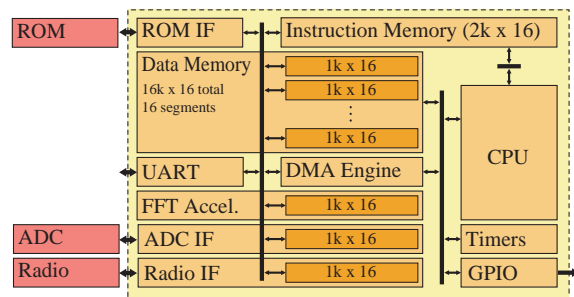 ROM
ROM IF
Instruction Memory (2k x 16)
Data Memory
16k x 16 total
16 segments
1k x 16
1k x 16
1k x 16
CPU
UART
DMA Engine
FFT Accel.
1k x 16
ADC
ADC IF
1k x 16
Timers
Radio
Radio IF
1k x 16
GPIO